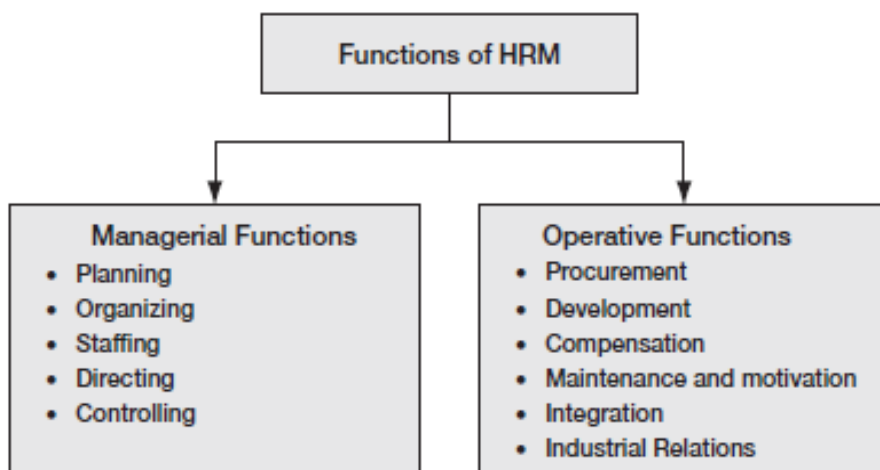 Functions of HRM
Managerial Functions
• Planning
• Organizing
• Staffing
• Directing
• Controlling
Operative Functions
• Procurement
• Development
• Compensation
• Maintenance and motivation
• Integration
• Industrial Relations